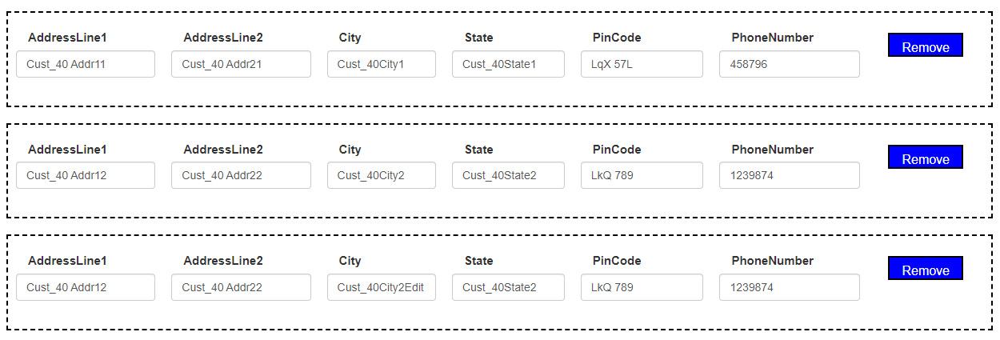 AddressLine1 AddressLine2 City State PinCode PhoneNumber Remove
Cust_40 Addr11 Cust_40 Addr21 Cust_40City1 Cust_40State1 LqX 57L 458796
AddressLine1 AddressLine2 City State PinCode PhoneNumber Remove
Cust_40 Addr12 Cust_40 Addr22 Cust_40City2 Cust_40State2 LkQ 789 1239874
AddressLine1 AddressLine2 City State PinCode PhoneNumber Remove
Cust_40 Addr12 Cust_40 Addr22 Cust_40City2Edit Cust_40State2 LkQ 789 1239874